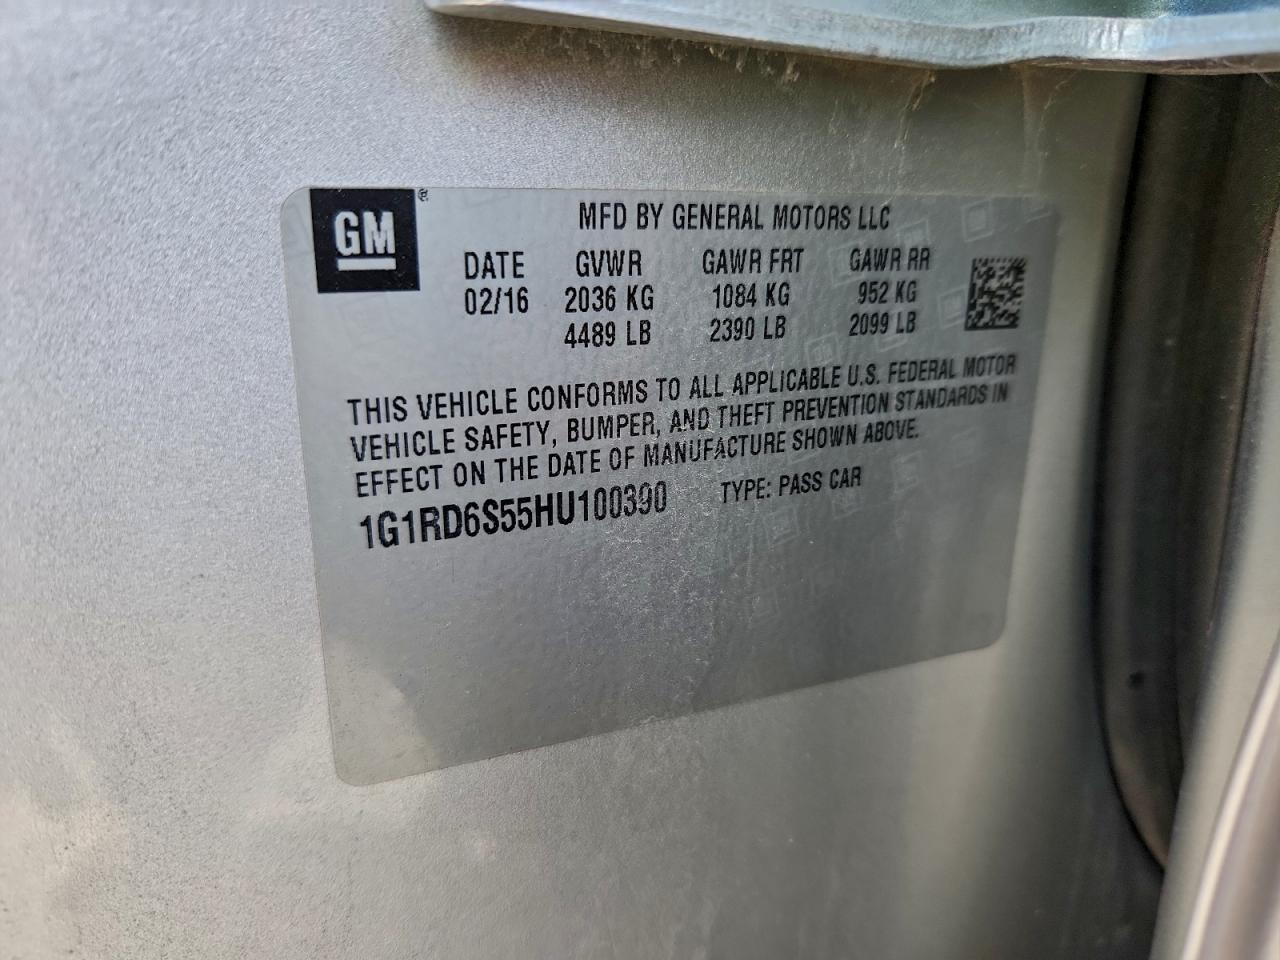 GM ®
MFD BY GENERAL MOTORS LLC
DATE GVWR GAWR FRT GAWR RR
02/16 2036 KG 1084 KG 952 KG
4489 LB 2390 LB 2099 LB
THIS VEHICLE CONFORMS TO ALL APPLICABLE U.S. FEDERAL MOTOR
VEHICLE SAFETY, BUMPER, AND THEFT PREVENTION STANDARDS IN
EFFECT ON THE DATE OF MANUFACTURE SHOWN ABOVE.
1G1RD6S55HU100390 TYPE: PASS CAR